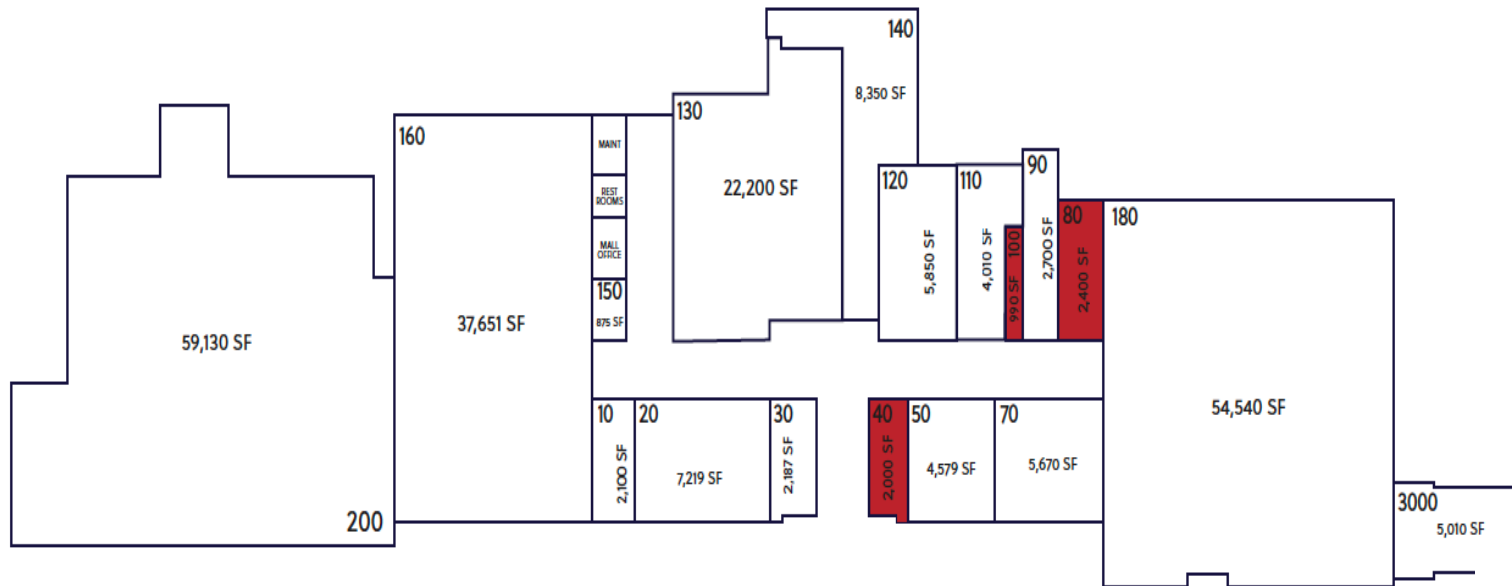 140
8,350 SF
130
22,200 SF
160
37,651 SF
MAINT
REST
ROOMS
MALL
OFFICE
150
875 SF
120
5,850 SF
110
4,010 SF
100
990 SF
90
2,700 SF
80
2,400 SF
180
54,540 SF
59,130 SF
200
10
2,100 SF
20
7,219 SF
30
2,187 SF
40
2,000 SF
50
4,579 SF
70
5,670 SF
3000
5,010 SF